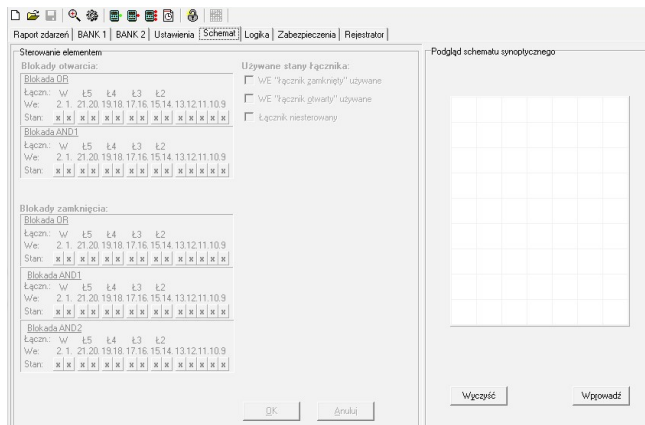 Raport zdarzeń BANK 1 BANK 2 Ustawienia Schemat Logika Zabezpieczenia Rejestrator
Sterowanie elementem
Blokady otwarcia:
Blokada OR
Łączn.: W Ł5 Ł4 Ł3 Ł2
We: 2. 1. 21.20. 19.18. 17.16. 15.14. 13.12.11.10.9
Stan: x x x x x x x x x x x x x x x
Blokada AND1
Łączn.: W Ł5 Ł4 Ł3 Ł2
We: 2. 1. 21.20. 19.18. 17.16. 15.14. 13.12.11.10.9
Stan: x x x x x x x x x x x x x x x
Blokady zamknięcia:
Blokada OR
Łączn.: W Ł5 Ł4 Ł3 Ł2
We: 2. 1. 21.20. 19.18. 17.16. 15.14. 13.12.11.10.9
Stan: x x x x x x x x x x x x x x x
Blokada AND1
Łączn.: W Ł5 Ł4 Ł3 Ł2
We: 2. 1. 21.20. 19.18. 17.16. 15.14. 13.12.11.10.9
Stan: x x x x x x x x x x x x x x x
Blokada AND2
Łączn.: W Ł5 Ł4 Ł3 Ł2
We: 2. 1. 21.20. 19.18. 17.16. 15.14. 13.12.11.10.9
Stan: x x x x x x x x x x x x x x x
Używane stany łącznika:
WE "łącznik zamknięty" używane
WE "łącznik otwarty" używane
Łącznik niesterowany
OK Anuluj
Podgląd schematu synoptycznego
Wyczyść Wprowadź